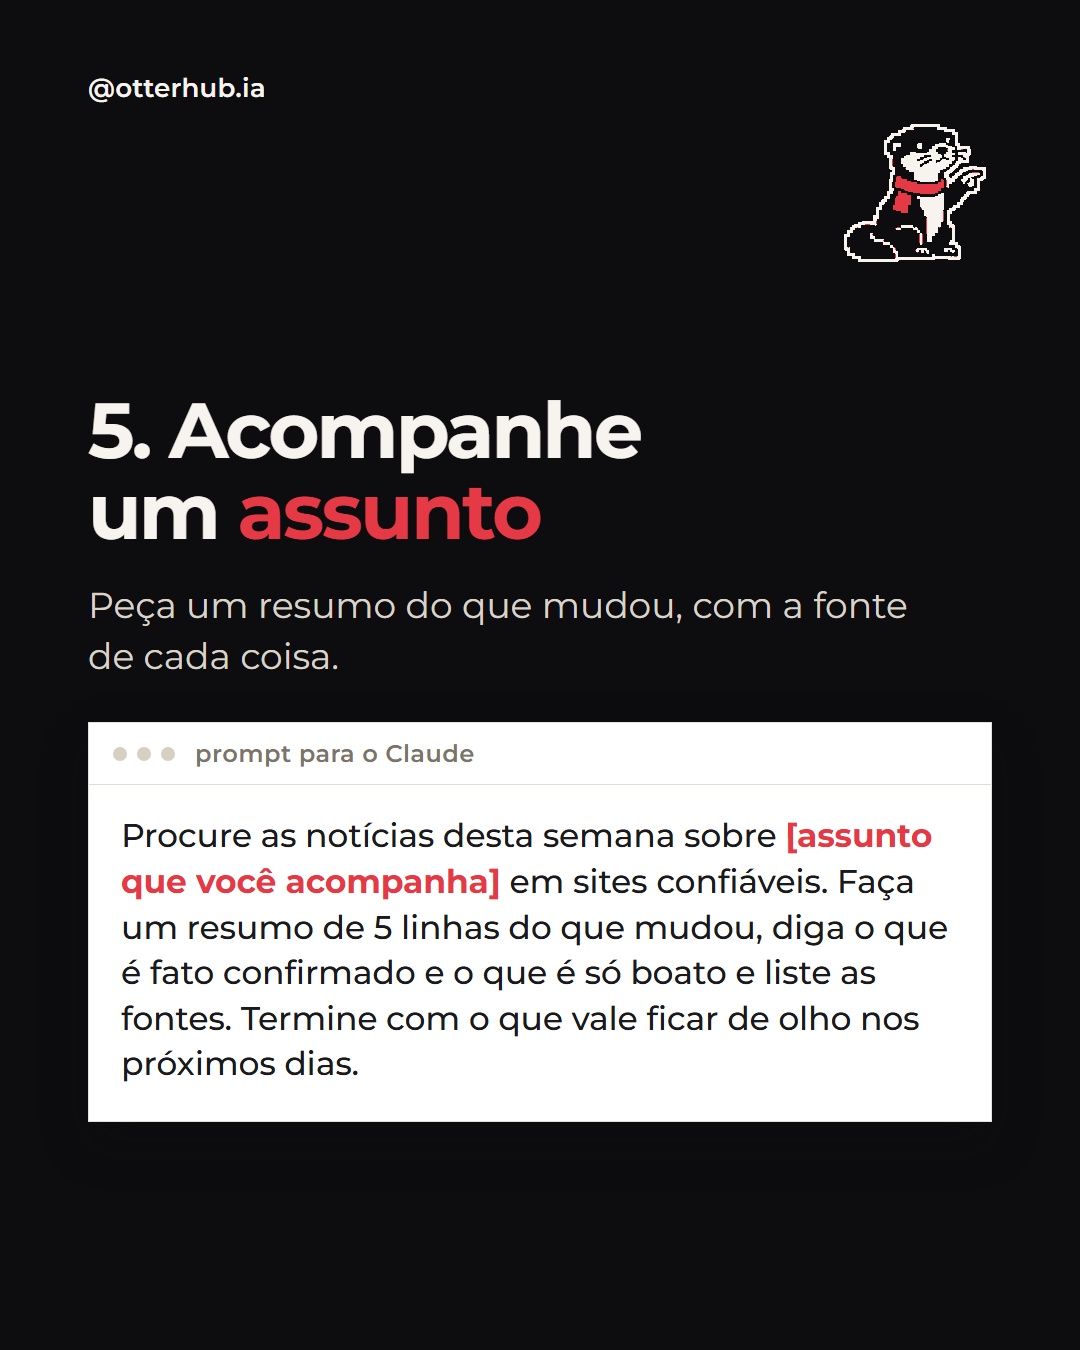 @otterhub.ia
5. Acompanhe
um assunto
Peça um resumo do que mudou, com a fonte
de cada coisa.
prompt para o Claude
Procure as notícias desta semana sobre [assunto
que você acompanha] em sites confiáveis. Faça
um resumo de 5 linhas do que mudou, diga o que
é fato confirmado e o que é só boato e liste as
fontes. Termine com o que vale ficar de olho nos
próximos dias.